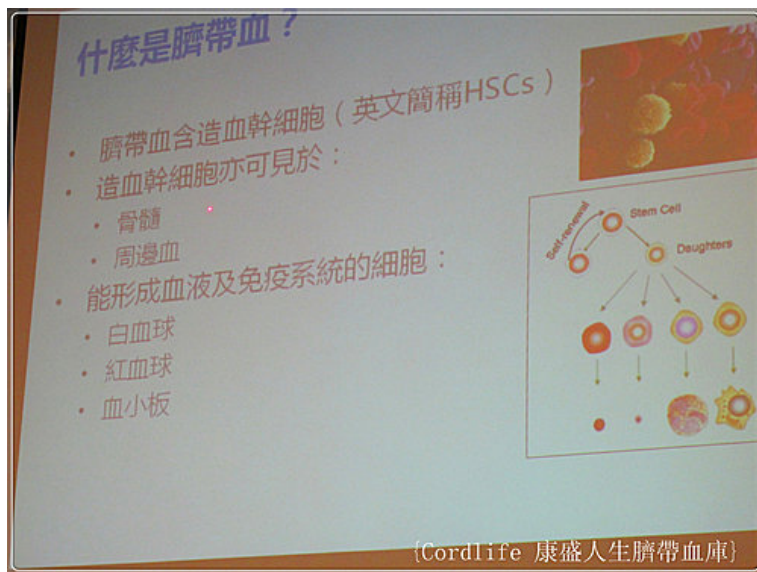 什麼是臍帶血？
• 臍帶血含造血幹細胞（英文簡稱HSCs）
• 造血幹細胞亦可見於：
• 骨髓
• 周邊血
• 能形成血液及免疫系統的細胞：
• 白血球
• 紅血球
• 血小板
Self-renewal
Stem Cell
Daughters
{Cordlife 康盛人生臍帶血庫}